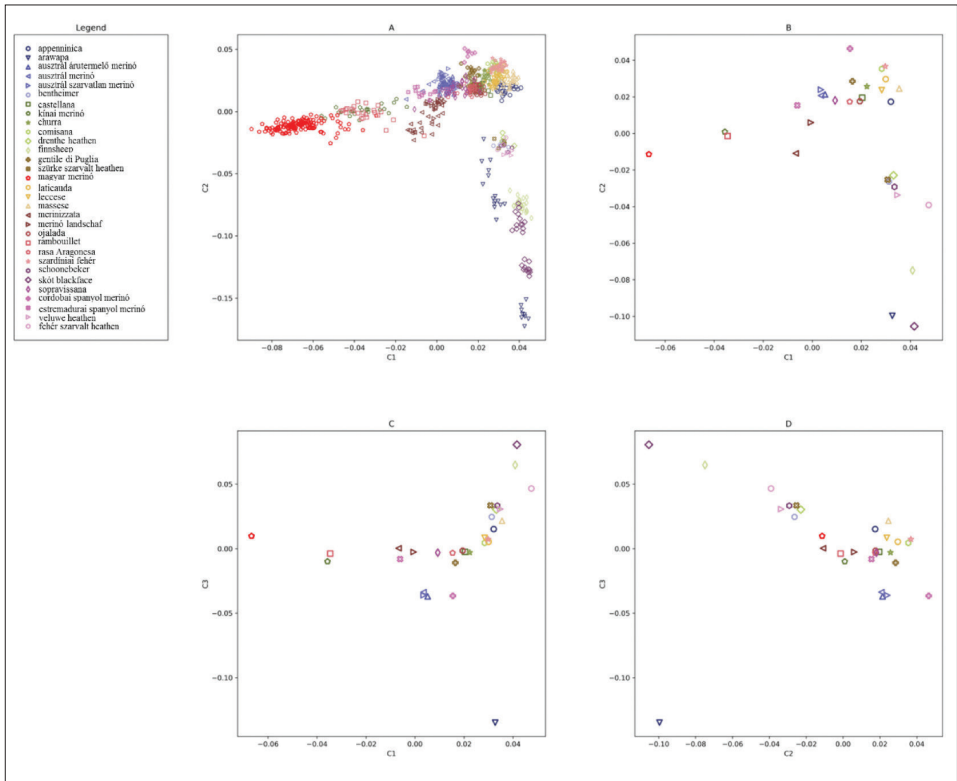 Legend
appenninica
arawapa
ausztrál árutermelő merinó
ausztrál merinó
ausztrál szarvatlan merinó
bentheimer
castellana
kínai merinó
churra
comisana
drenthe heathen
finnsheep
gentile di Puglia
szürke szarvalt heathen
magyar merinó
laticauda
leccese
massese
merinizzata
merinó landschaf
ojalada
rambouillet
rasa Aragonesa
szardíniai fehér
schoonebeker
skót blackface
sopravissana
cordobai spanyol merinó
estremadurai spanyol merinó
veluwe heathen
fehér szarvalt heathen
A
0.05
0.00
−0.05
−0.10
−0.15
C2
−0.08 −0.06 −0.04 −0.02 0.00 0.02 0.04
C1
B
0.04
0.02
0.00
−0.02
−0.04
−0.06
−0.08
−0.10
C2
−0.06 −0.04 −0.02 0.00 0.02 0.04
C1
C
0.05
0.00
−0.05
−0.10
C3
−0.06 −0.04 −0.02 0.00 0.02 0.04
C1
D
0.05
0.00
−0.05
−0.10
C3
−0.10 −0.08 −0.06 −0.04 −0.02 0.00 0.02 0.04
C2